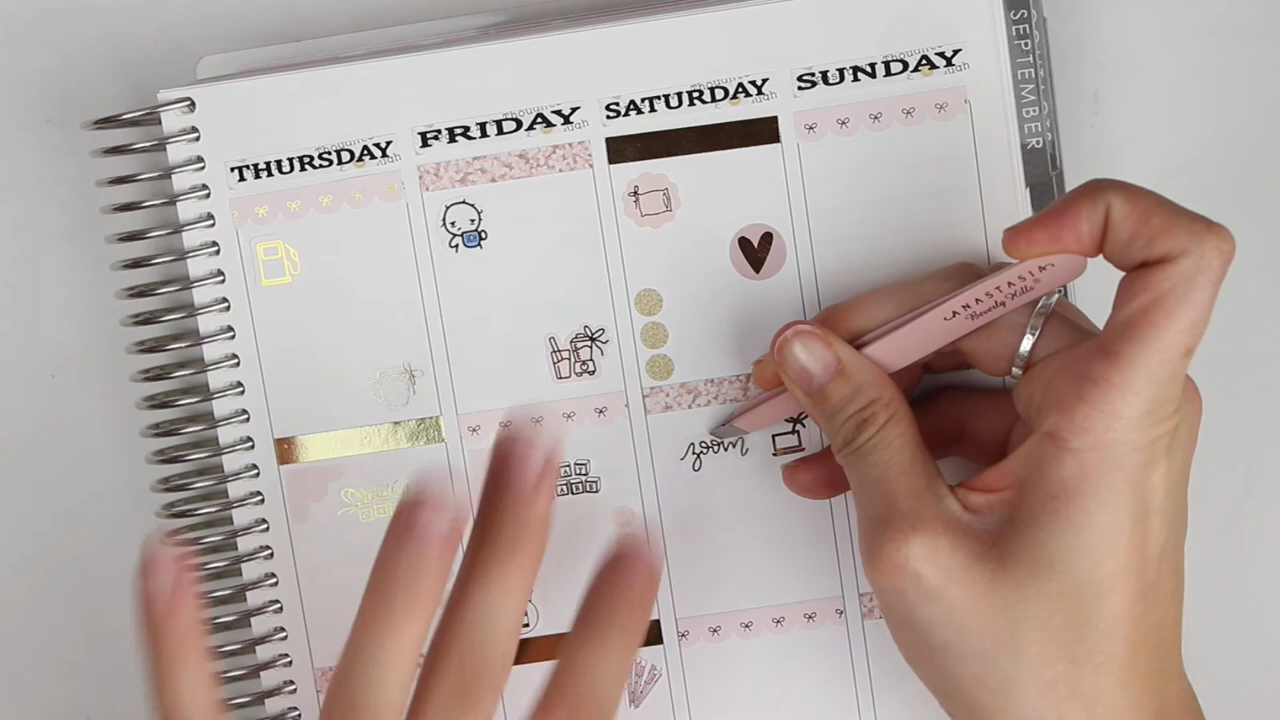 SEPTEMBER
THURSDAY
FRIDAY
SATURDAY
SUNDAY
ANASTASIA
Beverly Hills®
zoom